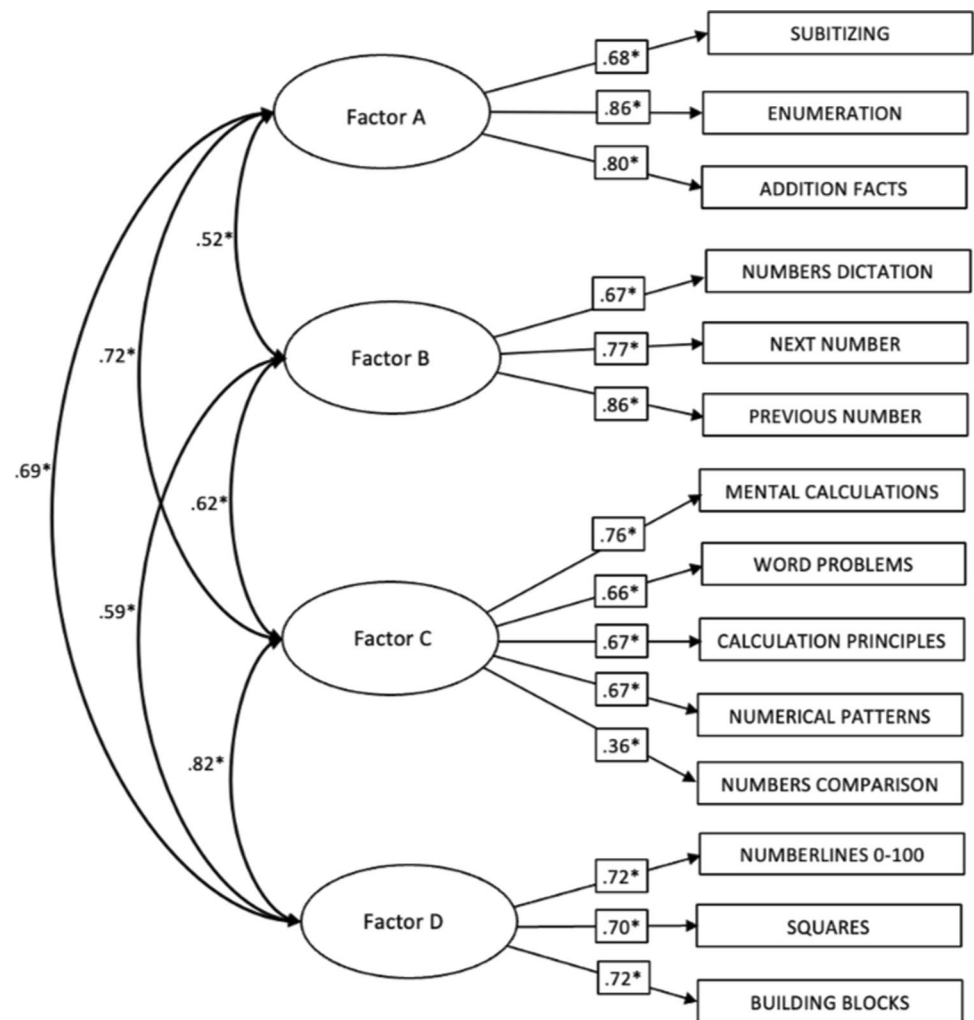 SUBITIZING
.68*
Factor A
.86*
ENUMERATION
.80*
ADDITION FACTS
.52*
NUMBERS DICTATION
.67*
Factor B
.77*
NEXT NUMBER
.86*
PREVIOUS NUMBER
.72*
.69*
.62*
MENTAL CALCULATIONS
.76*
WORD PROBLEMS
.66*
Factor C
.67*
CALCULATION PRINCIPLES
.67*
NUMERICAL PATTERNS
.36*
NUMBERS COMPARISON
.59*
.82*
NUMBERLINES 0-100
.72*
Factor D
.70*
SQUARES
.72*
BUILDING BLOCKS